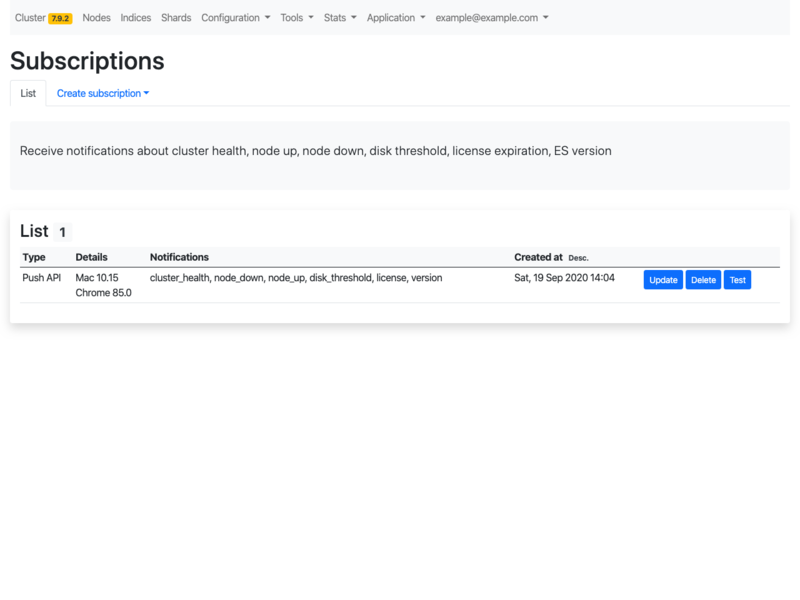 Cluster 7.9.2 Nodes Indices Shards Configuration Tools Stats Application example@example.com
Subscriptions
List Create subscription
Receive notifications about cluster health, node up, node down, disk threshold, license expiration, ES version
List 1
Type Details Notifications Created at Desc.
Push API Mac 10.15 cluster_health, node_down, node_up, disk_threshold, license, version Sat, 19 Sep 2020 14:04 Update Delete Test
Chrome 85.0